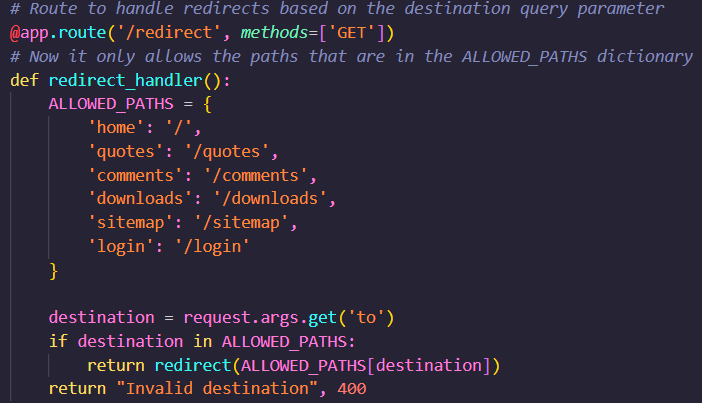 # Route to handle redirects based on the destination query parameter
@app.route('/redirect', methods=['GET'])
# Now it only allows the paths that are in the ALLOWED_PATHS dictionary
def redirect_handler():
    ALLOWED_PATHS = {
        'home': '/',
        'quotes': '/quotes',
        'comments': '/comments',
        'downloads': '/downloads',
        'sitemap': '/sitemap',
        'login': '/login'
    }

    destination = request.args.get('to')
    if destination in ALLOWED_PATHS:
        return redirect(ALLOWED_PATHS[destination])
    return "Invalid destination", 400